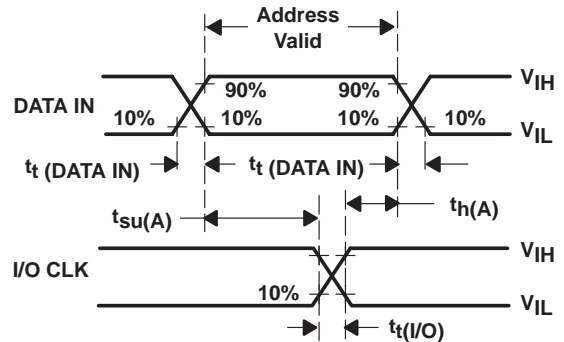 Address
Valid
VIH
90% 90%
DATA IN
10% 10% 10% 10%
VIL
tt (DATA IN) tt (DATA IN)
th(A)
tsu(A)
VIH
I/O CLK
10%
VIL
tt(I/O)